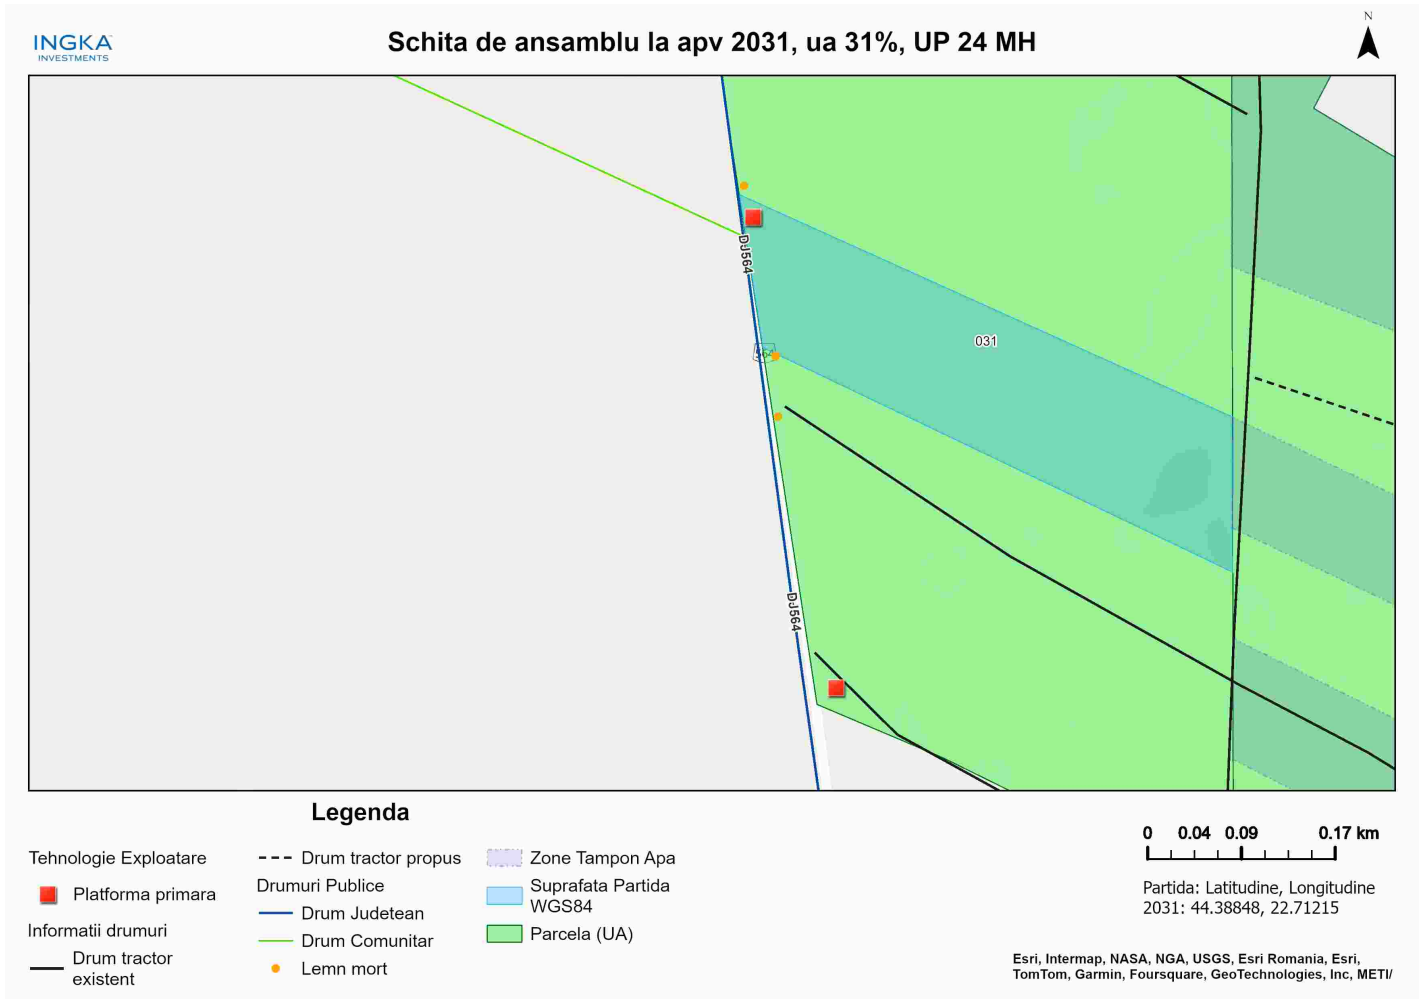 INGKA
INVESTMENTS
Schita de ansamblu la apv 2031, ua 31%, UP 24 MH
N
DJ564
031
564
DJ564
Legenda
Tehnologie Exploatare
Platforma primara
Informatii drumuri
Drum tractor
existent
Drum tractor propus
Drumuri Publice
Drum Judetean
Drum Comunitar
Lemn mort
Zone Tampon Apa
Suprafata Partida
WGS84
Parcela (UA)
0 0.04 0.09 0.17 km
Partida: Latitudine, Longitudine
2031: 44.38848, 22.71215
Esri, Intermap, NASA, NGA, USGS, Esri Romania, Esri,
TomTom, Garmin, Foursquare, GeoTechnologies, Inc, METI/